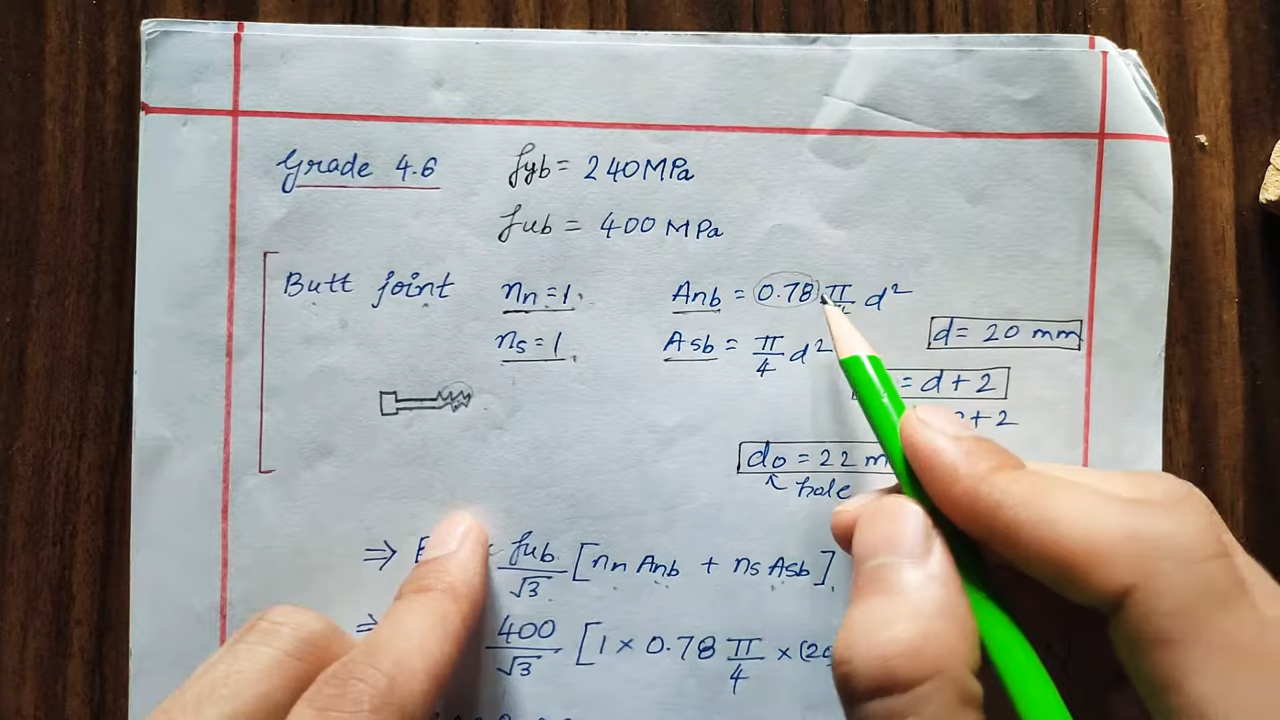 Grade 4.6 fyb = 240 MPa
fub = 400 MPa
Butt joint nn = 1, Anb = 0.78 π/4 d²
ns = 1, Asb = π/4 d²
d = 20 mm
= d + 2
+ 2
do = 22 m
↑ hole
⇒ fub/√3 [nn Anb + ns Asb]
⇒ 400/√3 [1 × 0.78 π/4 × (20